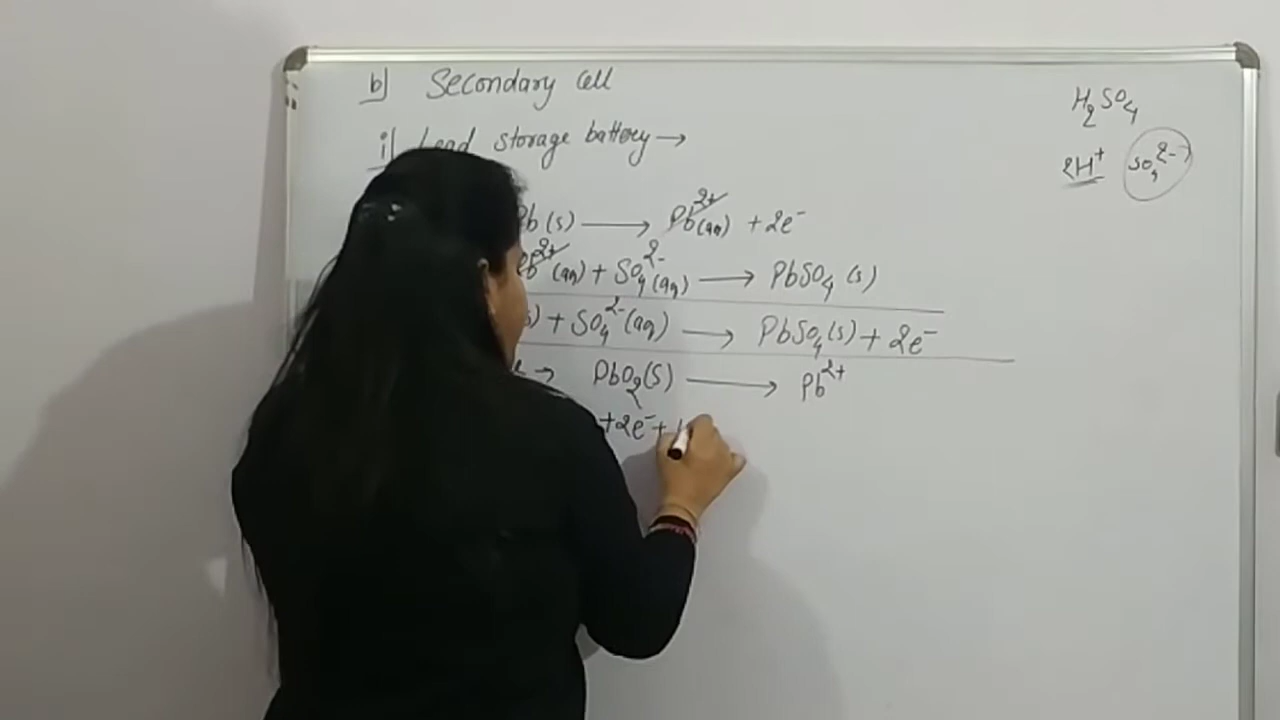 b) Secondary Cell
H₂SO₄
i) Lead storage battery →
2H⁺ SO₄²⁻
Pb(s) ⟶ Pb²⁺(aq) + 2e⁻
Pb²⁺(aq) + SO₄²⁻(aq) ⟶ PbSO₄(s)
s) + SO₄²⁻(aq) ⟶ PbSO₄(s) + 2e⁻
→ PbO₂(s) ⟶ Pb²⁺
+2e⁻ +